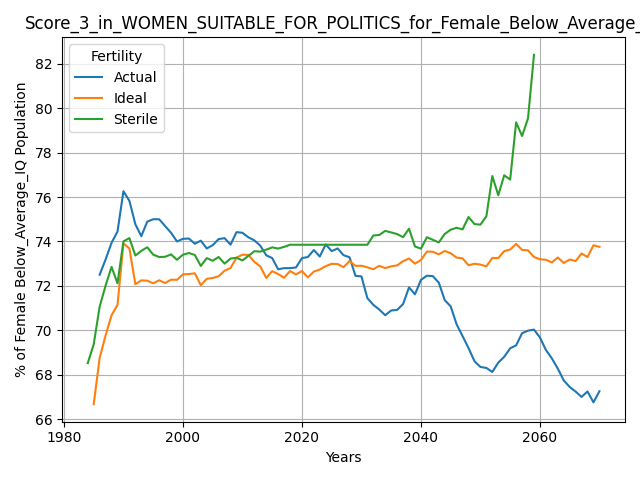 Score_3_in_WOMEN_SUITABLE_FOR_POLITICS_for_Female_Below_Average_
Fertility
Actual
Ideal
Sterile
% of Female Below_Average_IQ Population
82
80
78
76
74
72
70
68
66
1980
2000
2020
2040
2060
Years